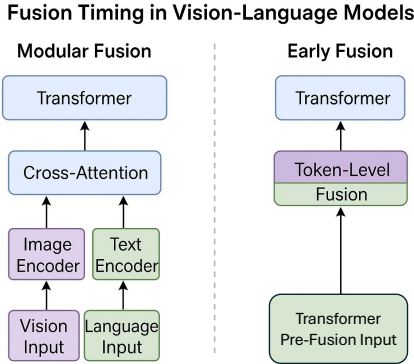 Fusion Timing in Vision-Language Models
Modular Fusion
Transformer
Cross-Attention
Image
Encoder
Text
Encoder
Vision
Input
Language
Input
Early Fusion
Transformer
Token-Level
Fusion
Transformer
Pre-Fusion Input